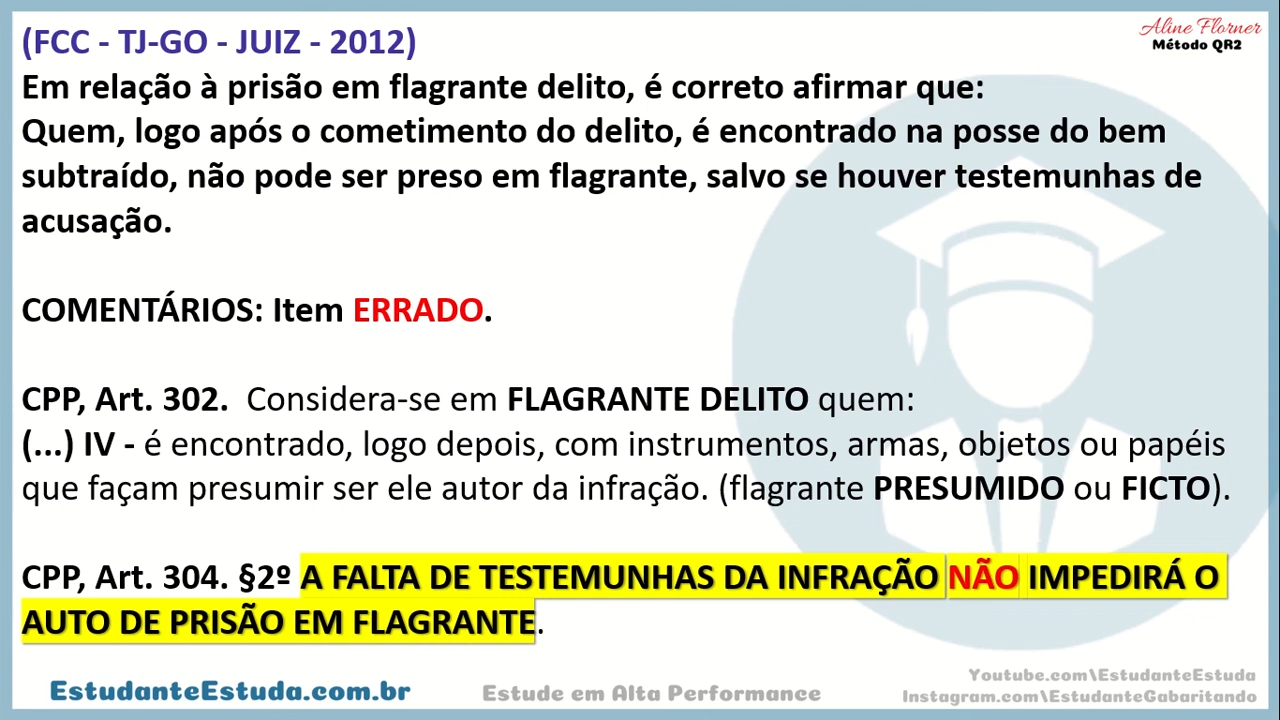 (FCC - TJ-GO - JUIZ - 2012)
Aline Florner
Método QR2
Em relação à prisão em flagrante delito, é correto afirmar que:
Quem, logo após o cometimento do delito, é encontrado na posse do bem
subtraído, não pode ser preso em flagrante, salvo se houver testemunhas de
acusação.
COMENTÁRIOS: Item ERRADO.
CPP, Art. 302.  Considera-se em FLAGRANTE DELITO quem:
(...) IV - é encontrado, logo depois, com instrumentos, armas, objetos ou papéis
que façam presumir ser ele autor da infração. (flagrante PRESUMIDO ou FICTO).
CPP, Art. 304. §2º A FALTA DE TESTEMUNHAS DA INFRAÇÃO NÃO IMPEDIRÁ O
AUTO DE PRISÃO EM FLAGRANTE.
EstudanteEstuda.com.br
Estude em Alta Performance
Youtube.com\EstudanteEstuda
Instagram.com\EstudanteGabaritando